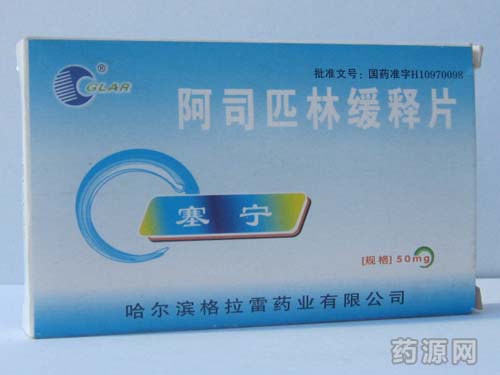 批准文号：国药准字H10970098
®
GLAR
阿司匹林缓释片
塞宁
[规格] 50mg
哈尔滨格拉雷药业有限公司
药源网